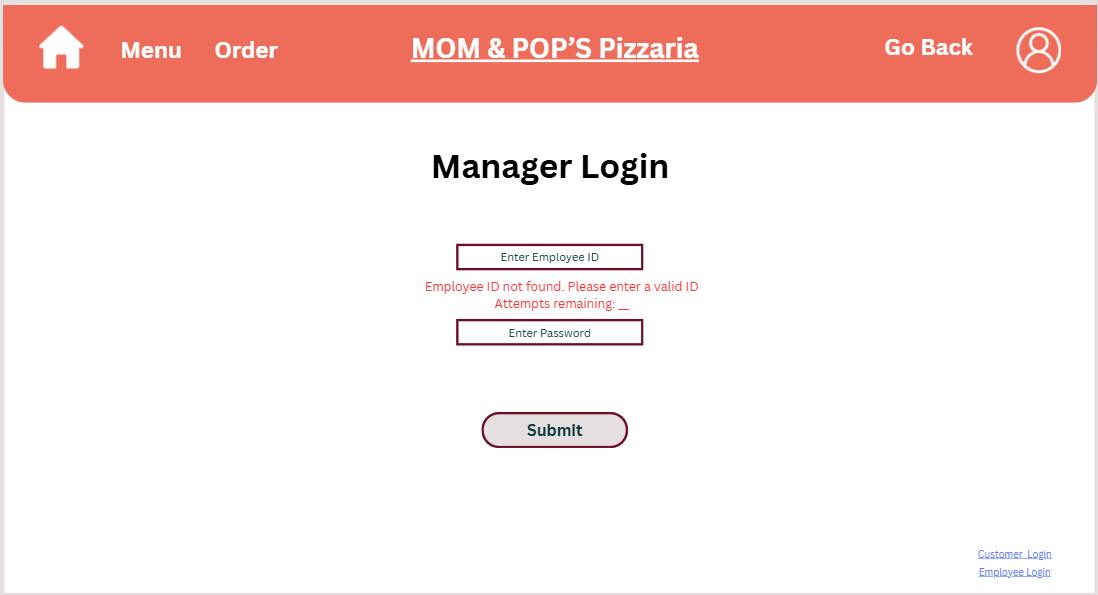 Menu Order MOM & POP’S Pizzaria Go Back
Manager Login
Enter Employee ID
Employee ID not found. Please enter a valid ID
Attempts remaining: __
Enter Password
Submit
Customer Login
Employee Login